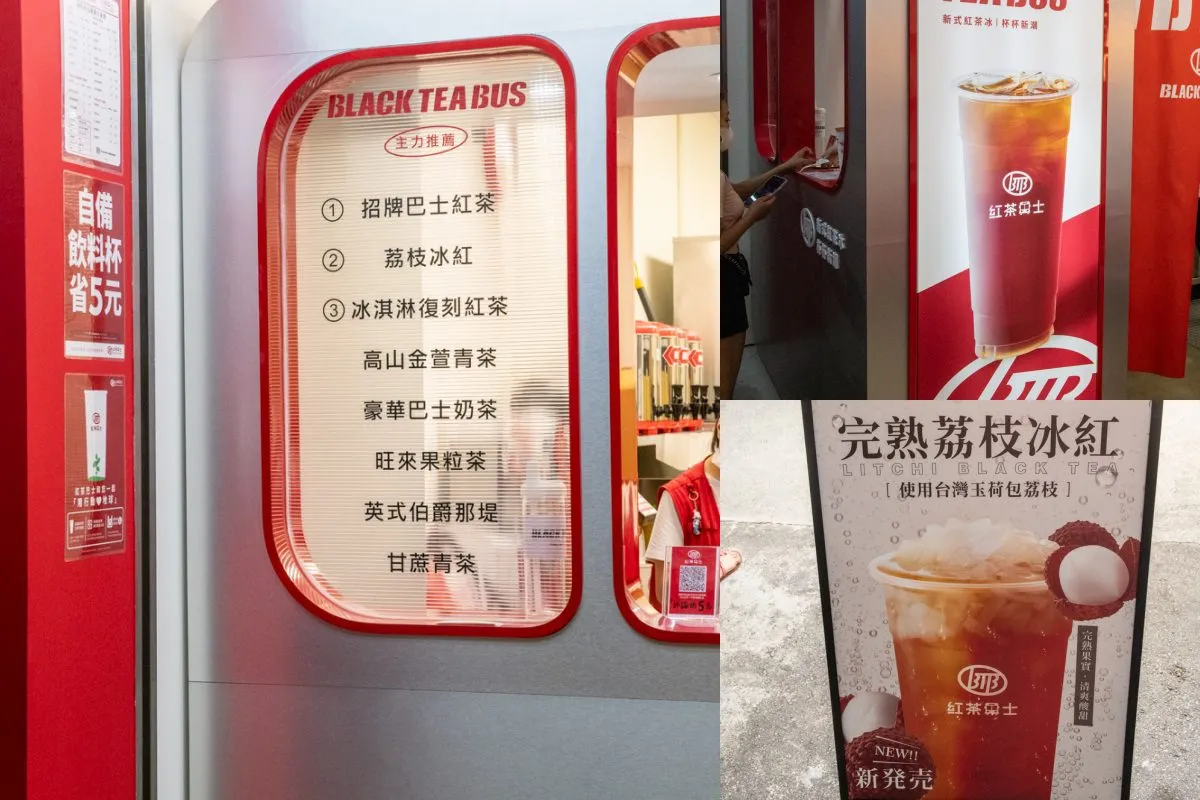 自備
飲料杯
省5元
BLACK TEA BUS
主力推薦
① 招牌巴士紅茶
② 荔枝冰紅
③ 冰淇淋復刻紅茶
高山金萱青茶
豪華巴士奶茶
旺來果粒茶
英式伯爵那堤
甘蔗青茶
TEA BUS
新式紅茶冰|杯杯新潮
BTB
紅茶巴士
BLACK
完熟荔枝冰紅
LITCHI BLACK TEA
[ 使用台灣玉荷包荔枝 ]
完熟果實・清爽酸甜
BTB
紅茶巴士
NEW!!
新発売